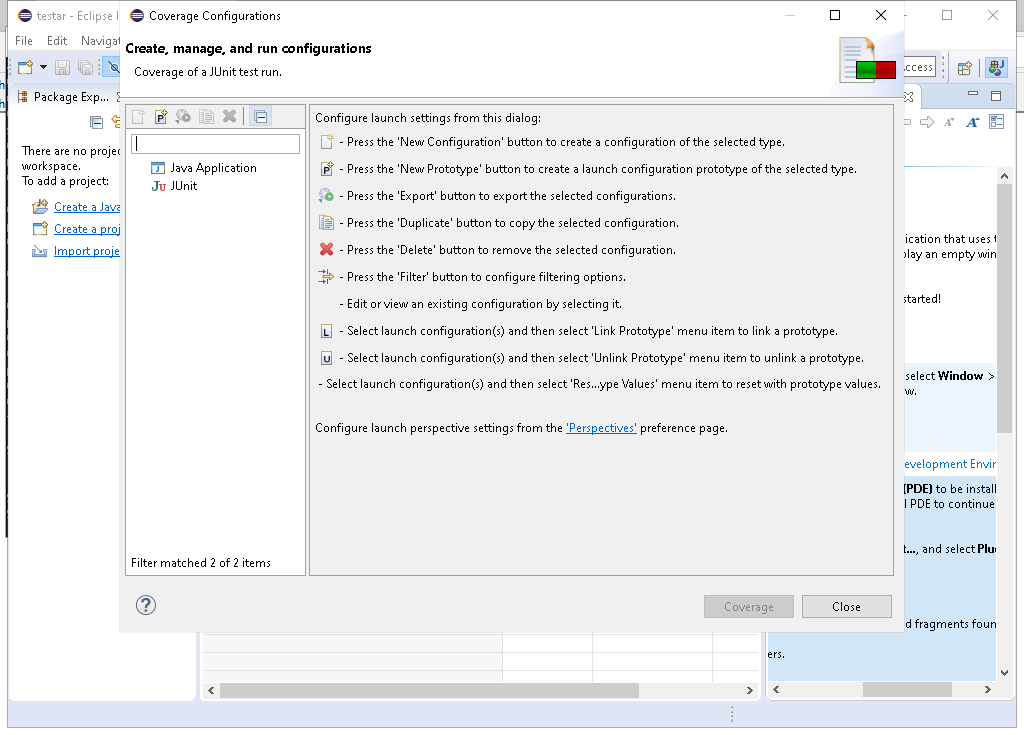 testar - Eclipse I
Coverage Configurations
File Edit Navigat
Create, manage, and run configurations
Coverage of a JUnit test run.
ccess
Package Exp...
Configure launch settings from this dialog:
- Press the 'New Configuration' button to create a configuration of the selected type.
There are no projec
workspace.
To add a project:
Create a Java
Create a proj
Import proje
Java Application
JUnit
- Press the 'New Prototype' button to create a launch configuration prototype of the selected type.
- Press the 'Export' button to export the selected configurations.
- Press the 'Duplicate' button to copy the selected configuration.
- Press the 'Delete' button to remove the selected configuration.
- Press the 'Filter' button to configure filtering options.
- Edit or view an existing configuration by selecting it.
- Select launch configuration(s) and then select 'Link Prototype' menu item to link a prototype.
- Select launch configuration(s) and then select 'Unlink Prototype' menu item to unlink a prototype.
- Select launch configuration(s) and then select 'Res...ype Values' menu item to reset with prototype values.
Configure launch perspective settings from the 'Perspectives' preference page.
Filter matched 2 of 2 items
Coverage
Close
ication that uses t
play an empty win
started!
select Window >
w.
evelopment Envir
(PDE) to be install
l PDE to continue
t..., and select Plu
d fragments foun
ers.